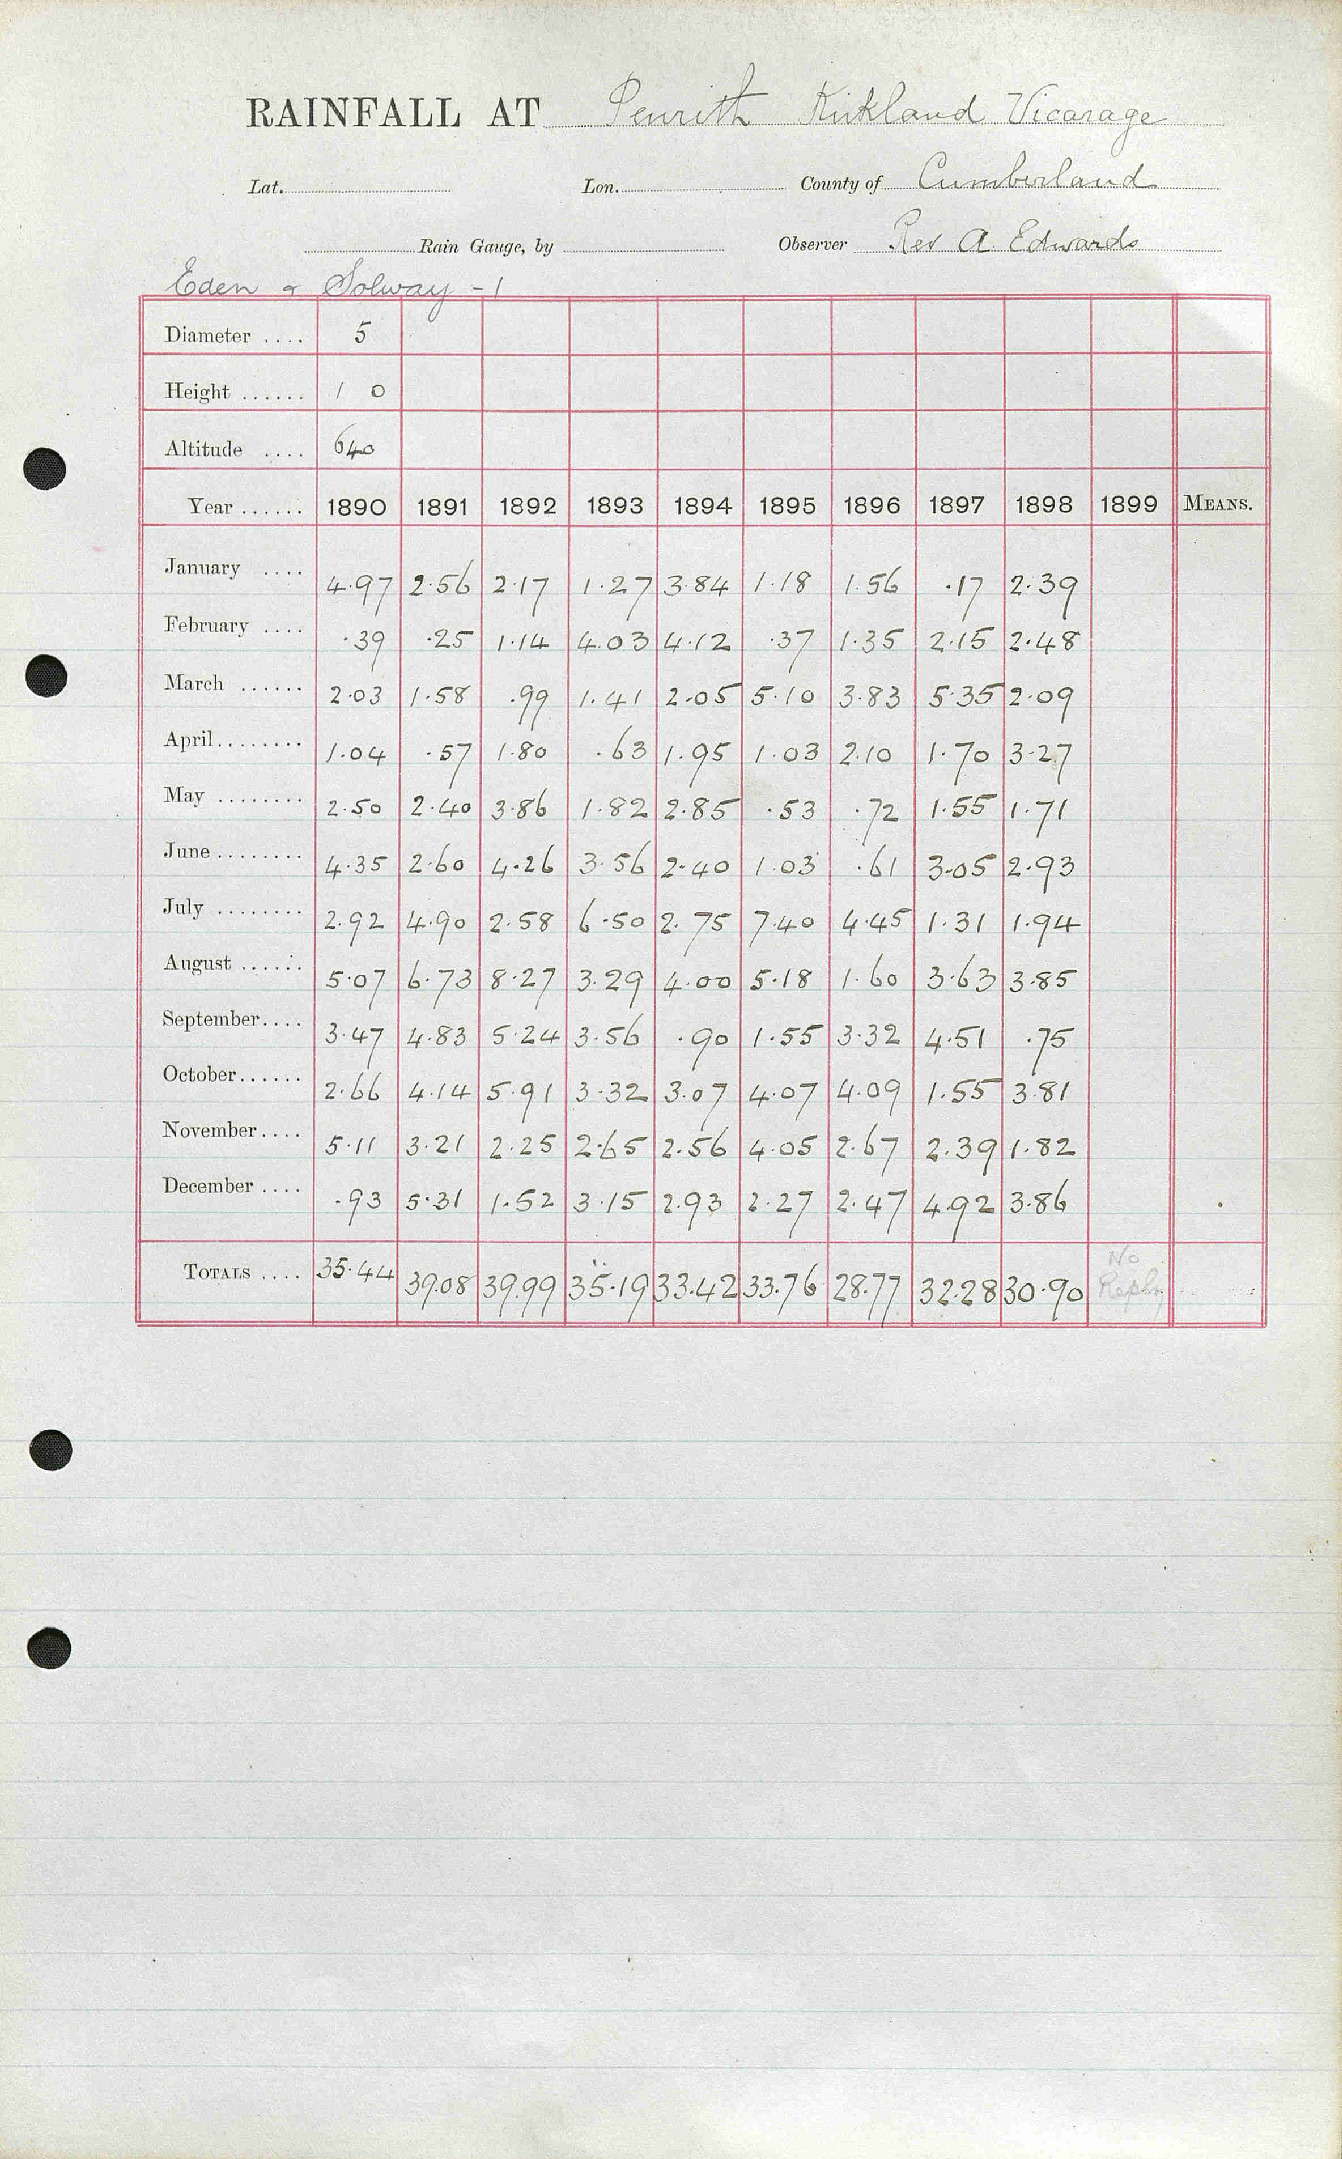 RAINFALL AT Penrith Kirkland Vicarage
Lat. Lon. County of Cumberland
Rain Gauge, by Observer Rev A Edwards
Eden & Solway -1
Diameter .... 5
Height ...... 1 0
Altitude .... 640
Year ...... 1890 1891 1892 1893 1894 1895 1896 1897 1898 1899 MEANS.
January .... 4.97 2.56 2.17 1.27 3.84 1.18 1.56 .17 2.39
February .... .39 .25 1.14 4.03 4.12 .37 1.35 2.15 2.48
March ...... 2.03 1.58 .99 1.41 2.05 5.10 3.83 5.35 2.09
April........ 1.04 .57 1.80 .63 1.95 1.03 2.10 1.70 3.27
May ........ 2.50 2.40 3.86 1.82 2.85 .53 .72 1.55 1.71
June........ 4.35 2.60 4.26 3.56 2.40 1.03 .61 3.05 2.93
July ........ 2.92 4.90 2.58 6.50 2.75 7.40 4.45 1.31 1.94
August ...... 5.07 6.73 8.27 3.29 4.00 5.18 1.60 3.63 3.85
September.... 3.47 4.83 5.24 3.56 .90 1.55 3.32 4.51 .75
October...... 2.66 4.14 5.91 3.32 3.07 4.07 4.09 1.55 3.81
November.... 5.11 3.21 2.25 2.65 2.56 4.05 2.67 2.39 1.82
December .... .93 5.31 1.52 3.15 2.93 2.27 2.47 4.92 3.86
TOTALS .... 35.44 39.08 39.99 35.19 33.42 33.76 28.77 32.28 30.90 No Reply